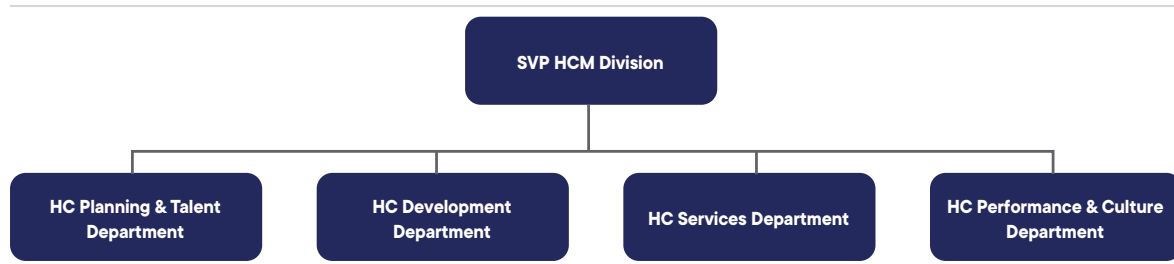 SVP HCM Division
HC Planning & Talent
Department
HC Development
Department
HC Services Department
HC Performance & Culture
Department